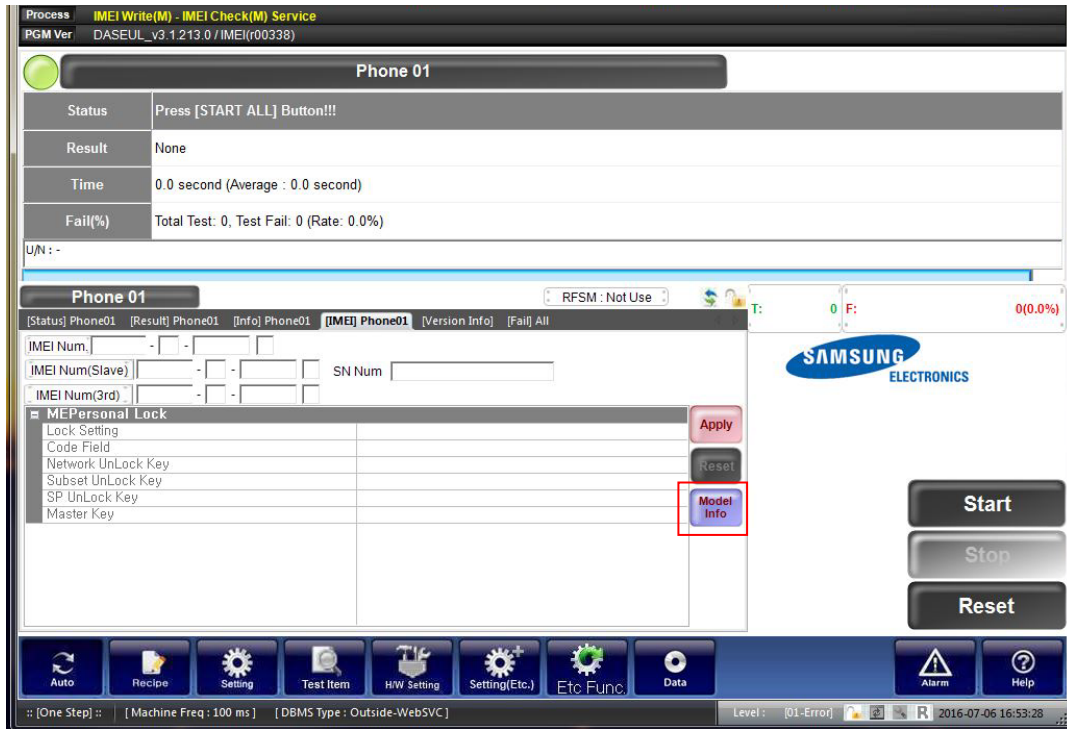 Process IMEI Write(M) - IMEI Check(M) Service
PGM Ver DASEUL_v3.1.213.0 / IMEI(r00338)
Phone 01
Status Press [START ALL] Button!!!
Result None
Time 0.0 second (Average : 0.0 second)
Fail(%) Total Test: 0, Test Fail: 0 (Rate: 0.0%)
U/N : -
Phone 01 RFSM : Not Use
T: 0 F: 0(0.0%)
[Status] Phone01 [Result] Phone01 [Info] Phone01 [IMEI] Phone01 [Version Info] [Fail] All
IMEI Num. - -
IMEI Num(Slave) - - SN Num
IMEI Num(3rd) - -
SAMSUNG
ELECTRONICS
MEPersonal Lock
Lock Setting
Code Field
Network UnLock Key
Subset UnLock Key
SP UnLock Key
Master Key
Apply
Reset
Model
Info
Start
Stop
Reset
Auto Recipe Setting Test Item H/W Setting Setting(Etc.) Etc Func. Data Alarm Help
:: [One Step] :: [ Machine Freq : 100 ms ] [ DBMS Type : Outside-WebSVC ] Level : [01-Error] R 2016-07-06 16:53:28